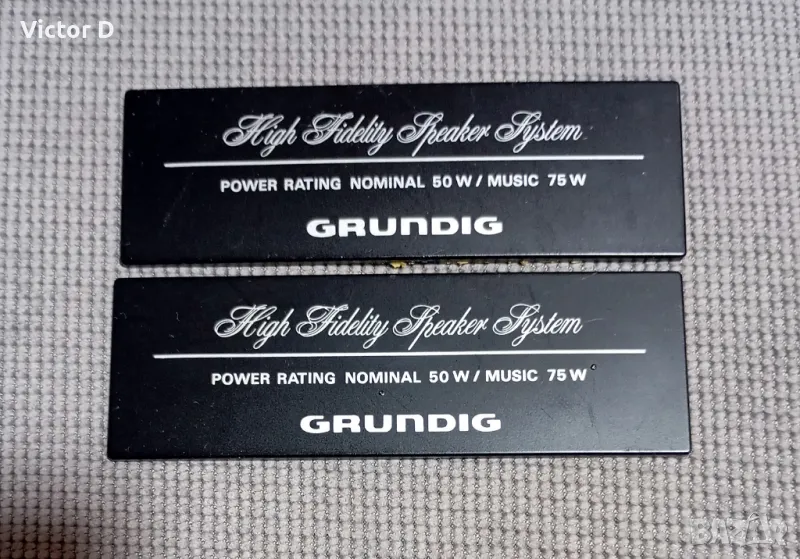 Victor D
High Fidelity Speaker System
POWER RATING NOMINAL 50 W / MUSIC 75 W
GRUNDIG
High Fidelity Speaker System
POWER RATING NOMINAL 50 W / MUSIC 75 W
GRUNDIG